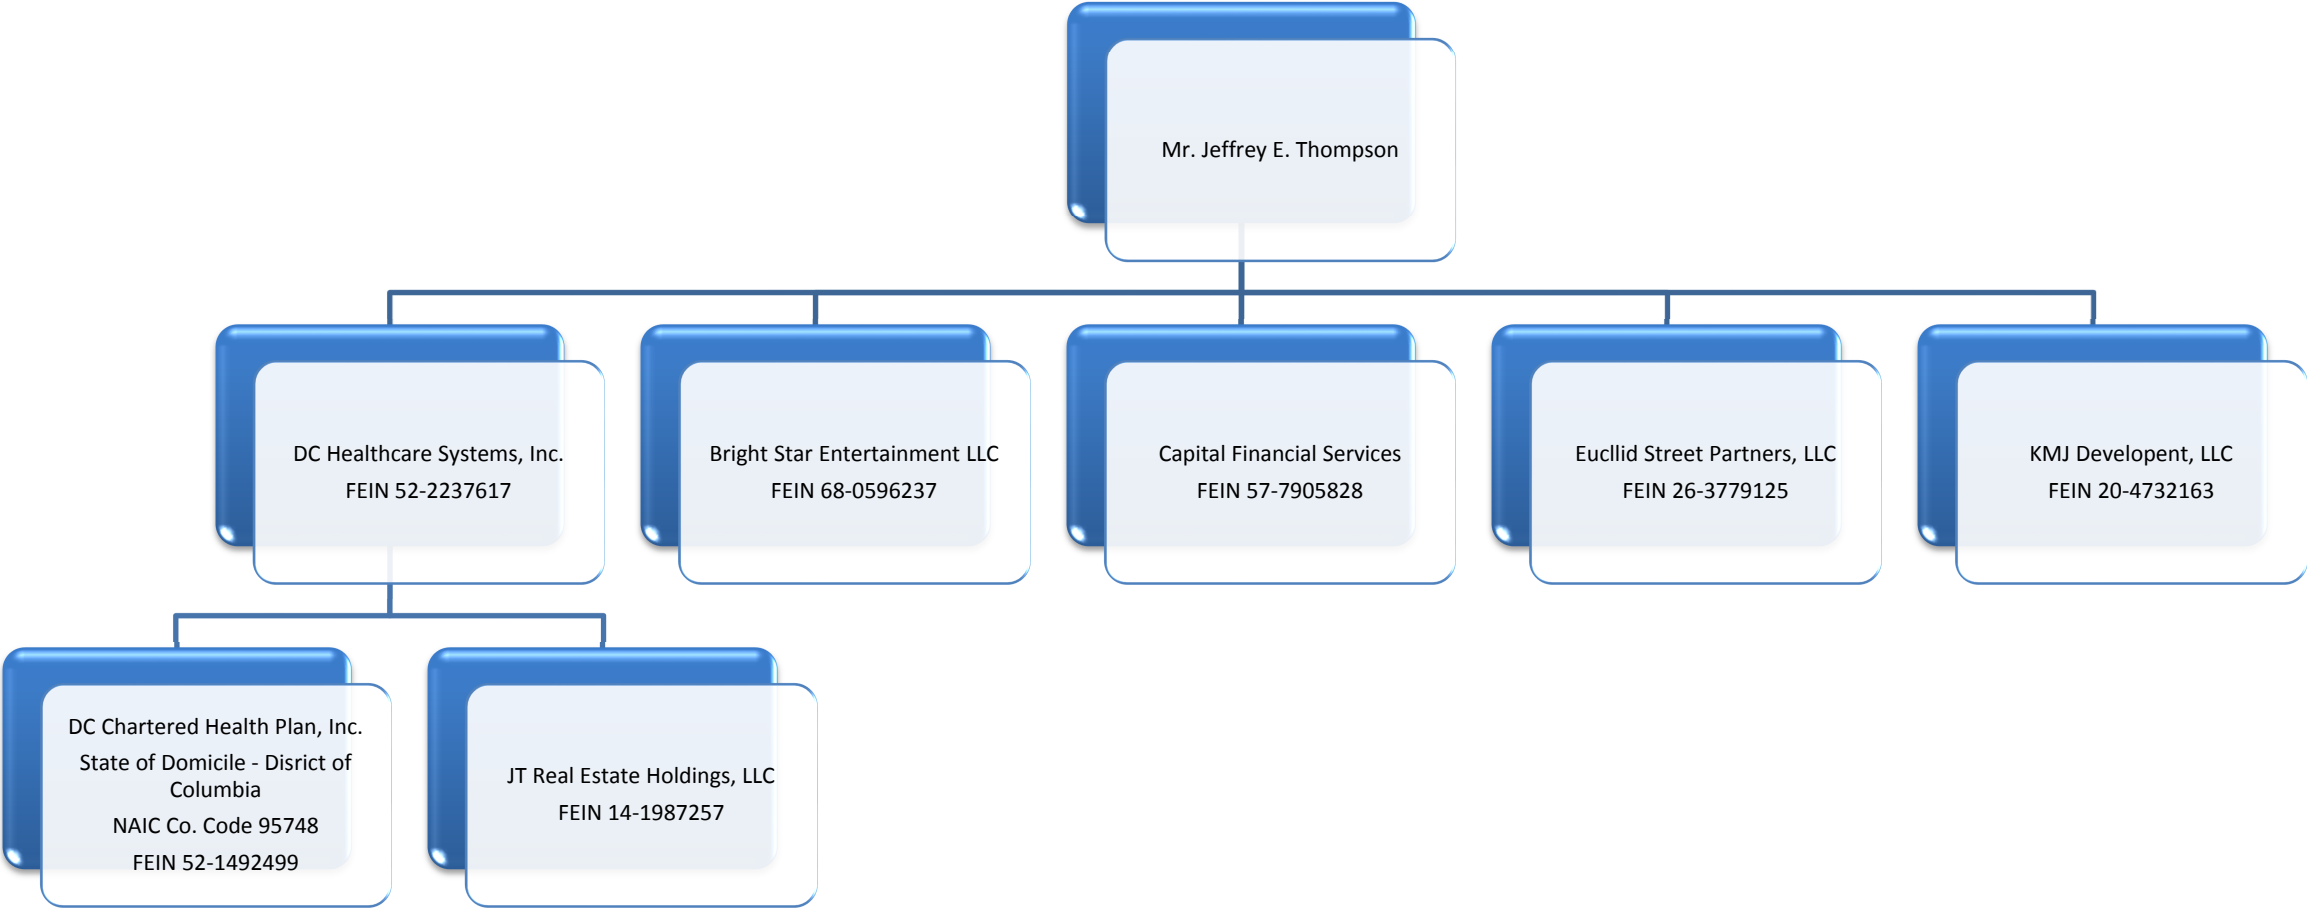 Mr. Jeffrey E. Thompson
DC Healthcare Systems, Inc.
FEIN 52-2237617
Bright Star Entertainment LLC
FEIN 68-0596237
Capital Financial Services
FEIN 57-7905828
Eucllid Street Partners, LLC
FEIN 26-3779125
KMJ Developent, LLC
FEIN 20-4732163
DC Chartered Health Plan, Inc.
State of Domicile - Disrict of
Columbia
NAIC Co. Code 95748
FEIN 52-1492499
JT Real Estate Holdings, LLC
FEIN 14-1987257